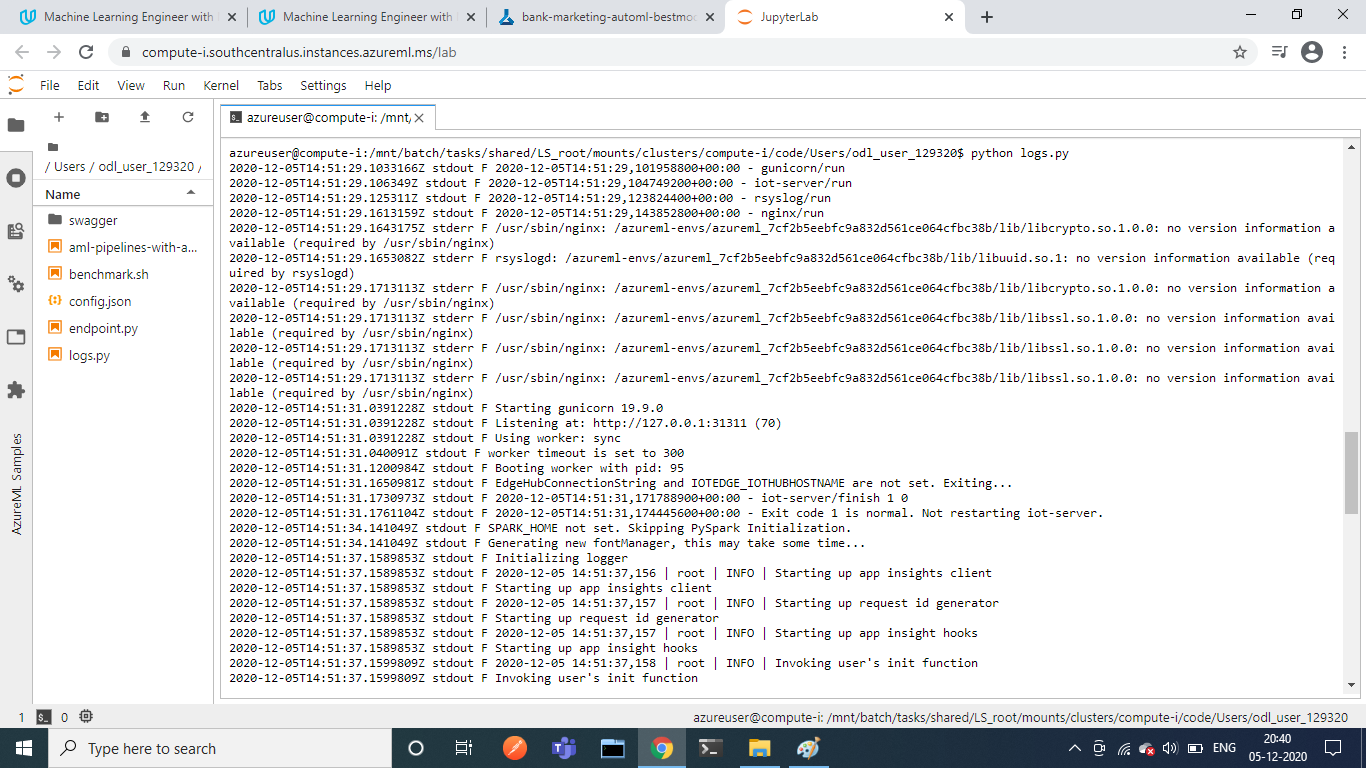 Machine Learning Engineer with
Machine Learning Engineer with
bank-marketing-automl-bestmo
JupyterLab
compute-i.southcentralus.instances.azureml.ms/lab
File Edit View Run Kernel Tabs Settings Help
azureuser@compute-i: /mnt/
/ Users / odl_user_129320 /
Name
swagger
aml-pipelines-with-a...
benchmark.sh
config.json
endpoint.py
logs.py
AzureML Samples
azureuser@compute-i:/mnt/batch/tasks/shared/LS_root/mounts/clusters/compute-i/code/Users/odl_user_129320$ python logs.py
2020-12-05T14:51:29.1033166Z stdout F 2020-12-05T14:51:29,101958800+00:00 - gunicorn/run
2020-12-05T14:51:29.106349Z stdout F 2020-12-05T14:51:29,104749200+00:00 - iot-server/run
2020-12-05T14:51:29.125311Z stdout F 2020-12-05T14:51:29,123824400+00:00 - rsyslog/run
2020-12-05T14:51:29.1613159Z stdout F 2020-12-05T14:51:29,143852800+00:00 - nginx/run
2020-12-05T14:51:29.1643175Z stderr F /usr/sbin/nginx: /azureml-envs/azureml_7cf2b5eebfc9a832d561ce064cfbc38b/lib/libcrypto.so.1.0.0: no version information a
vailable (required by /usr/sbin/nginx)
2020-12-05T14:51:29.1653082Z stderr F rsyslogd: /azureml-envs/azureml_7cf2b5eebfc9a832d561ce064cfbc38b/lib/libuuid.so.1: no version information available (req
uired by rsyslogd)
2020-12-05T14:51:29.1713113Z stderr F /usr/sbin/nginx: /azureml-envs/azureml_7cf2b5eebfc9a832d561ce064cfbc38b/lib/libcrypto.so.1.0.0: no version information a
vailable (required by /usr/sbin/nginx)
2020-12-05T14:51:29.1713113Z stderr F /usr/sbin/nginx: /azureml-envs/azureml_7cf2b5eebfc9a832d561ce064cfbc38b/lib/libssl.so.1.0.0: no version information avai
lable (required by /usr/sbin/nginx)
2020-12-05T14:51:29.1713113Z stderr F /usr/sbin/nginx: /azureml-envs/azureml_7cf2b5eebfc9a832d561ce064cfbc38b/lib/libssl.so.1.0.0: no version information avai
lable (required by /usr/sbin/nginx)
2020-12-05T14:51:29.1713113Z stderr F /usr/sbin/nginx: /azureml-envs/azureml_7cf2b5eebfc9a832d561ce064cfbc38b/lib/libssl.so.1.0.0: no version information avai
lable (required by /usr/sbin/nginx)
2020-12-05T14:51:31.0391228Z stdout F Starting gunicorn 19.9.0
2020-12-05T14:51:31.0391228Z stdout F Listening at: http://127.0.0.1:31311 (70)
2020-12-05T14:51:31.0391228Z stdout F Using worker: sync
2020-12-05T14:51:31.040091Z stdout F worker timeout is set to 300
2020-12-05T14:51:31.1200984Z stdout F Booting worker with pid: 95
2020-12-05T14:51:31.1650981Z stdout F EdgeHubConnectionString and IOTEDGE_IOTHUBHOSTNAME are not set. Exiting...
2020-12-05T14:51:31.1730973Z stdout F 2020-12-05T14:51:31,171788900+00:00 - iot-server/finish 1 0
2020-12-05T14:51:31.1761104Z stdout F 2020-12-05T14:51:31,174445600+00:00 - Exit code 1 is normal. Not restarting iot-server.
2020-12-05T14:51:34.141049Z stdout F SPARK_HOME not set. Skipping PySpark Initialization.
2020-12-05T14:51:34.141049Z stdout F Generating new fontManager, this may take some time...
2020-12-05T14:51:37.1589853Z stdout F Initializing logger
2020-12-05T14:51:37.1589853Z stdout F 2020-12-05 14:51:37,156 | root | INFO | Starting up app insights client
2020-12-05T14:51:37.1589853Z stdout F Starting up app insights client
2020-12-05T14:51:37.1589853Z stdout F 2020-12-05 14:51:37,157 | root | INFO | Starting up request id generator
2020-12-05T14:51:37.1589853Z stdout F Starting up request id generator
2020-12-05T14:51:37.1589853Z stdout F 2020-12-05 14:51:37,157 | root | INFO | Starting up app insight hooks
2020-12-05T14:51:37.1589853Z stdout F Starting up app insight hooks
2020-12-05T14:51:37.1599809Z stdout F 2020-12-05 14:51:37,158 | root | INFO | Invoking user's init function
2020-12-05T14:51:37.1599809Z stdout F Invoking user's init function
1 0 azureuser@compute-i: /mnt/batch/tasks/shared/LS_root/mounts/clusters/compute-i/code/Users/odl_user_129320
Type here to search
ENG
20:40
05-12-2020